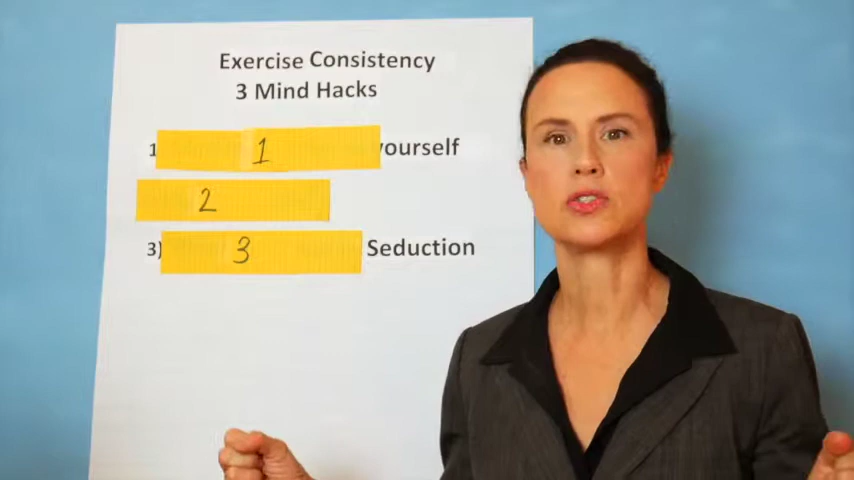 Exercise Consistency
3 Mind Hacks
1 1 yourself
2
3) 3 Seduction